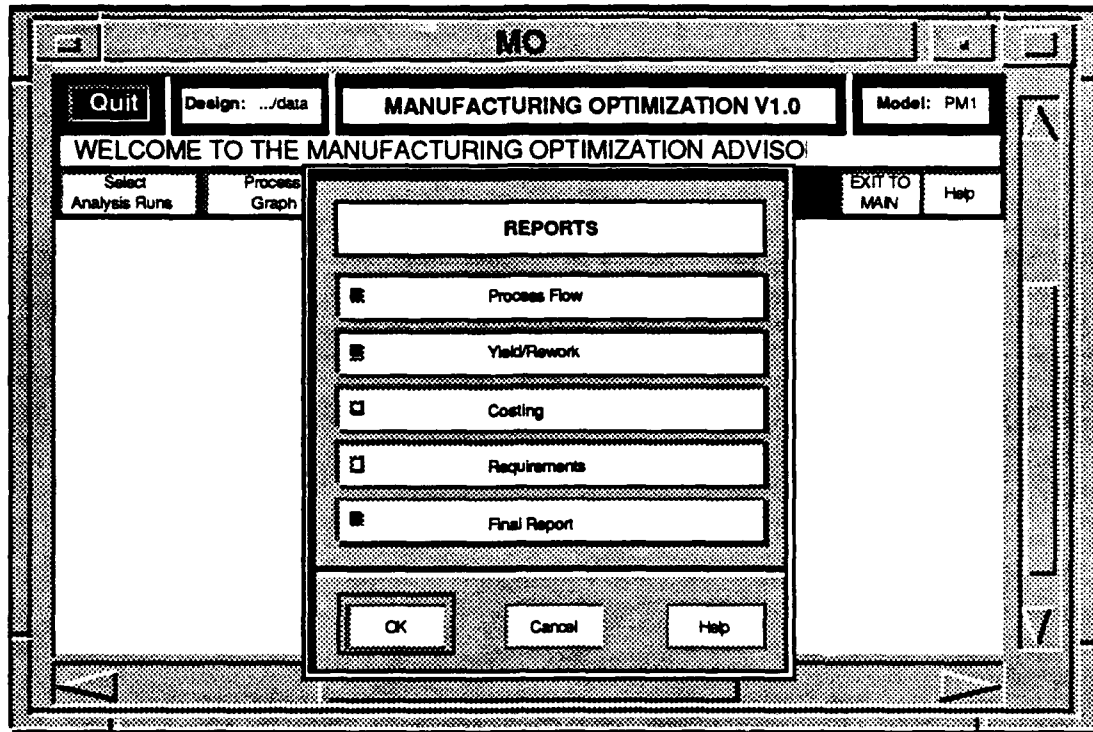 MO
Quit
Design: .../data
MANUFACTURING OPTIMIZATION V1.0
Model: PM1
WELCOME TO THE MANUFACTURING OPTIMIZATION ADVISO
Select
Analysis Runs
Process
Graph
EXIT TO
MAIN
Help
REPORTS
Process Flow
Yield/Rework
Costing
Requirements
Final Report
OK
Cancel
Help